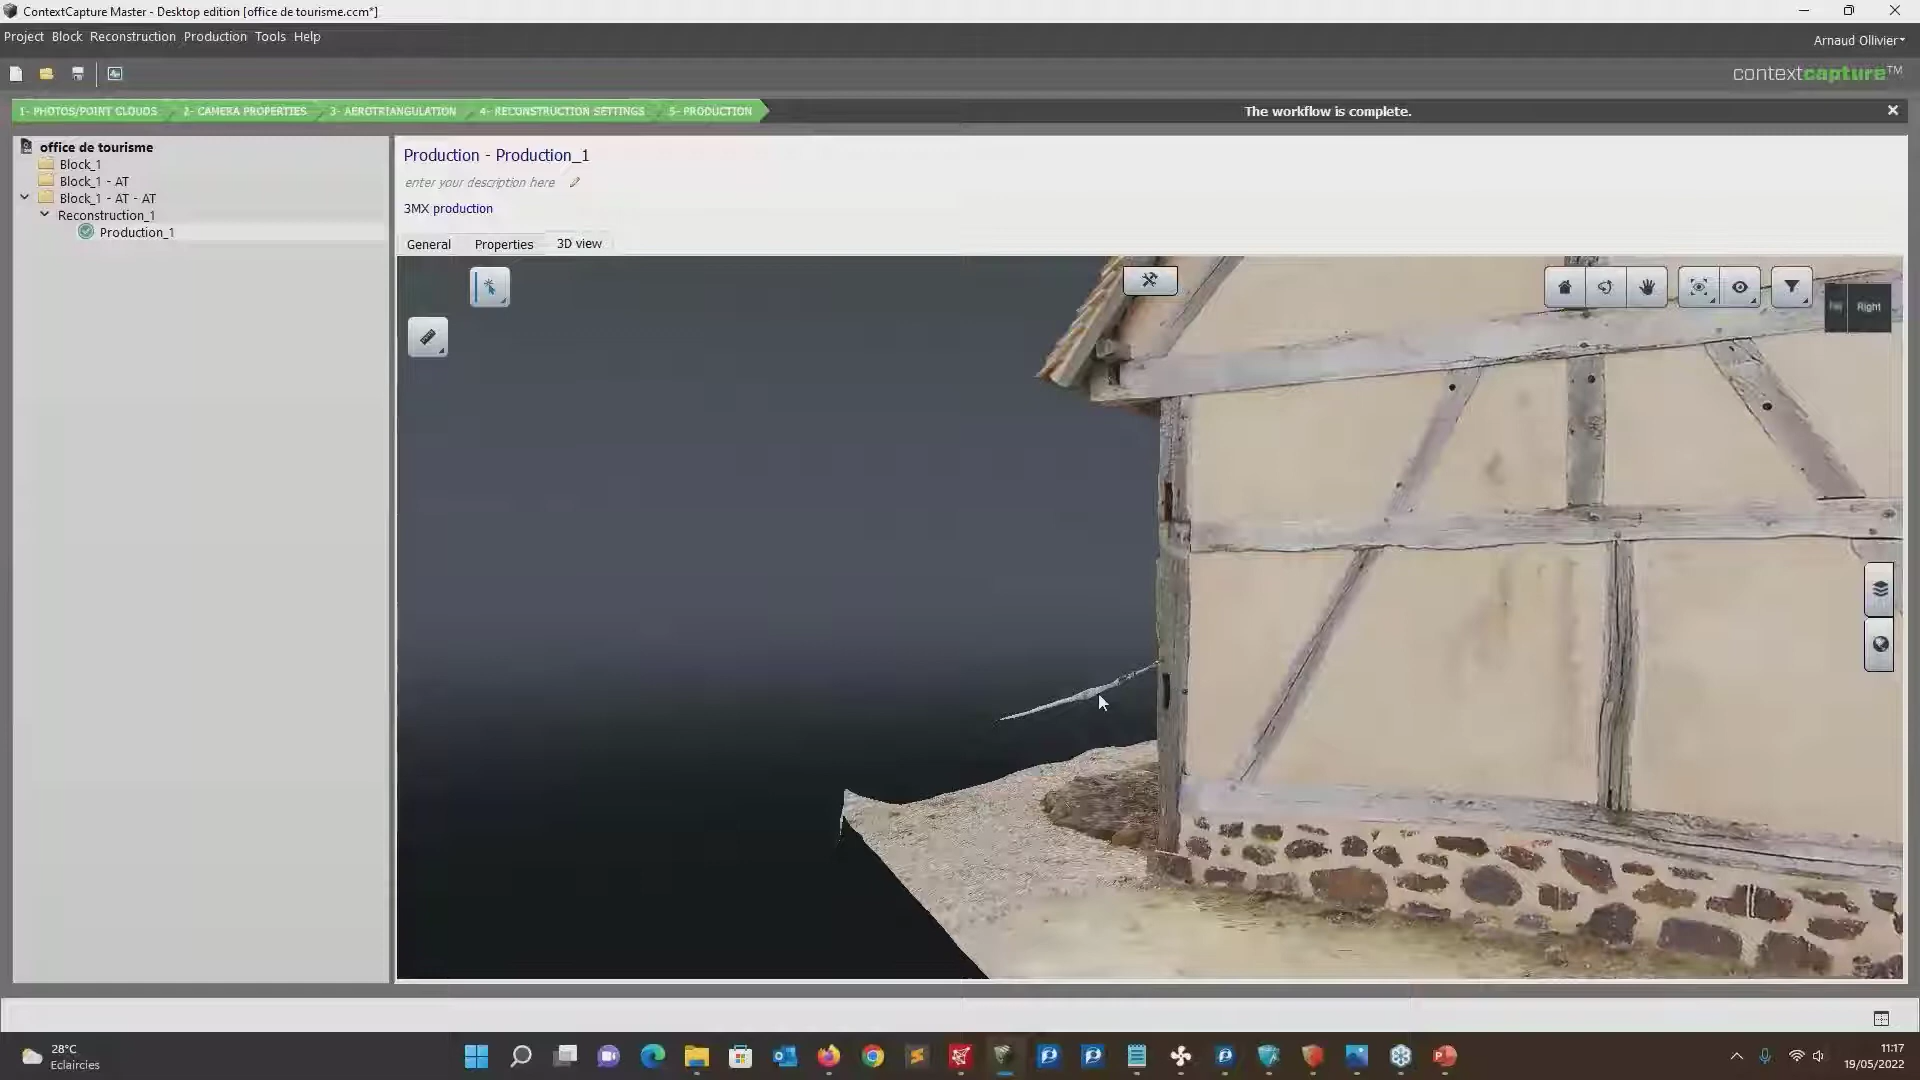 ContextCapture Master - Desktop edition [office de tourisme.ccm*]
Project Block Reconstruction Production Tools Help
Arnaud Ollivier
contextcapture™
1- PHOTOS/POINT CLOUDS 2- CAMERA PROPERTIES 3- AEROTRIANGULATION 4- RECONSTRUCTION SETTINGS 5- PRODUCTION
The workflow is complete.
office de tourisme
Block_1
Block_1 - AT
Block_1 - AT - AT
Reconstruction_1
Production_1
Production - Production_1
enter your description here
3MX production
General Properties 3D view
Right
28°C
Eclaircies
11:17
19/05/2022